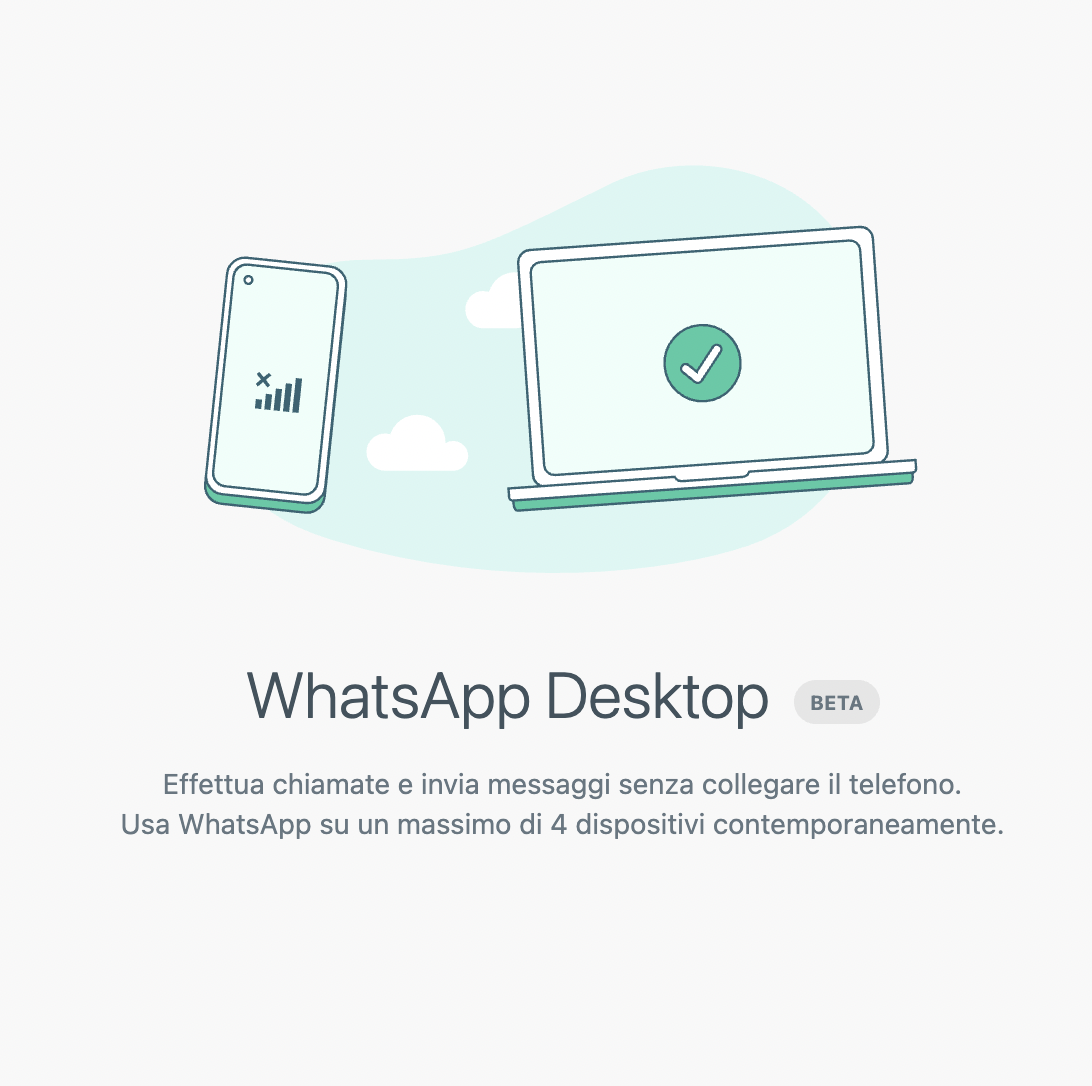 WhatsApp Desktop BETA
Effettua chiamate e invia messaggi senza collegare il telefono.
Usa WhatsApp su un massimo di 4 dispositivi contemporaneamente.